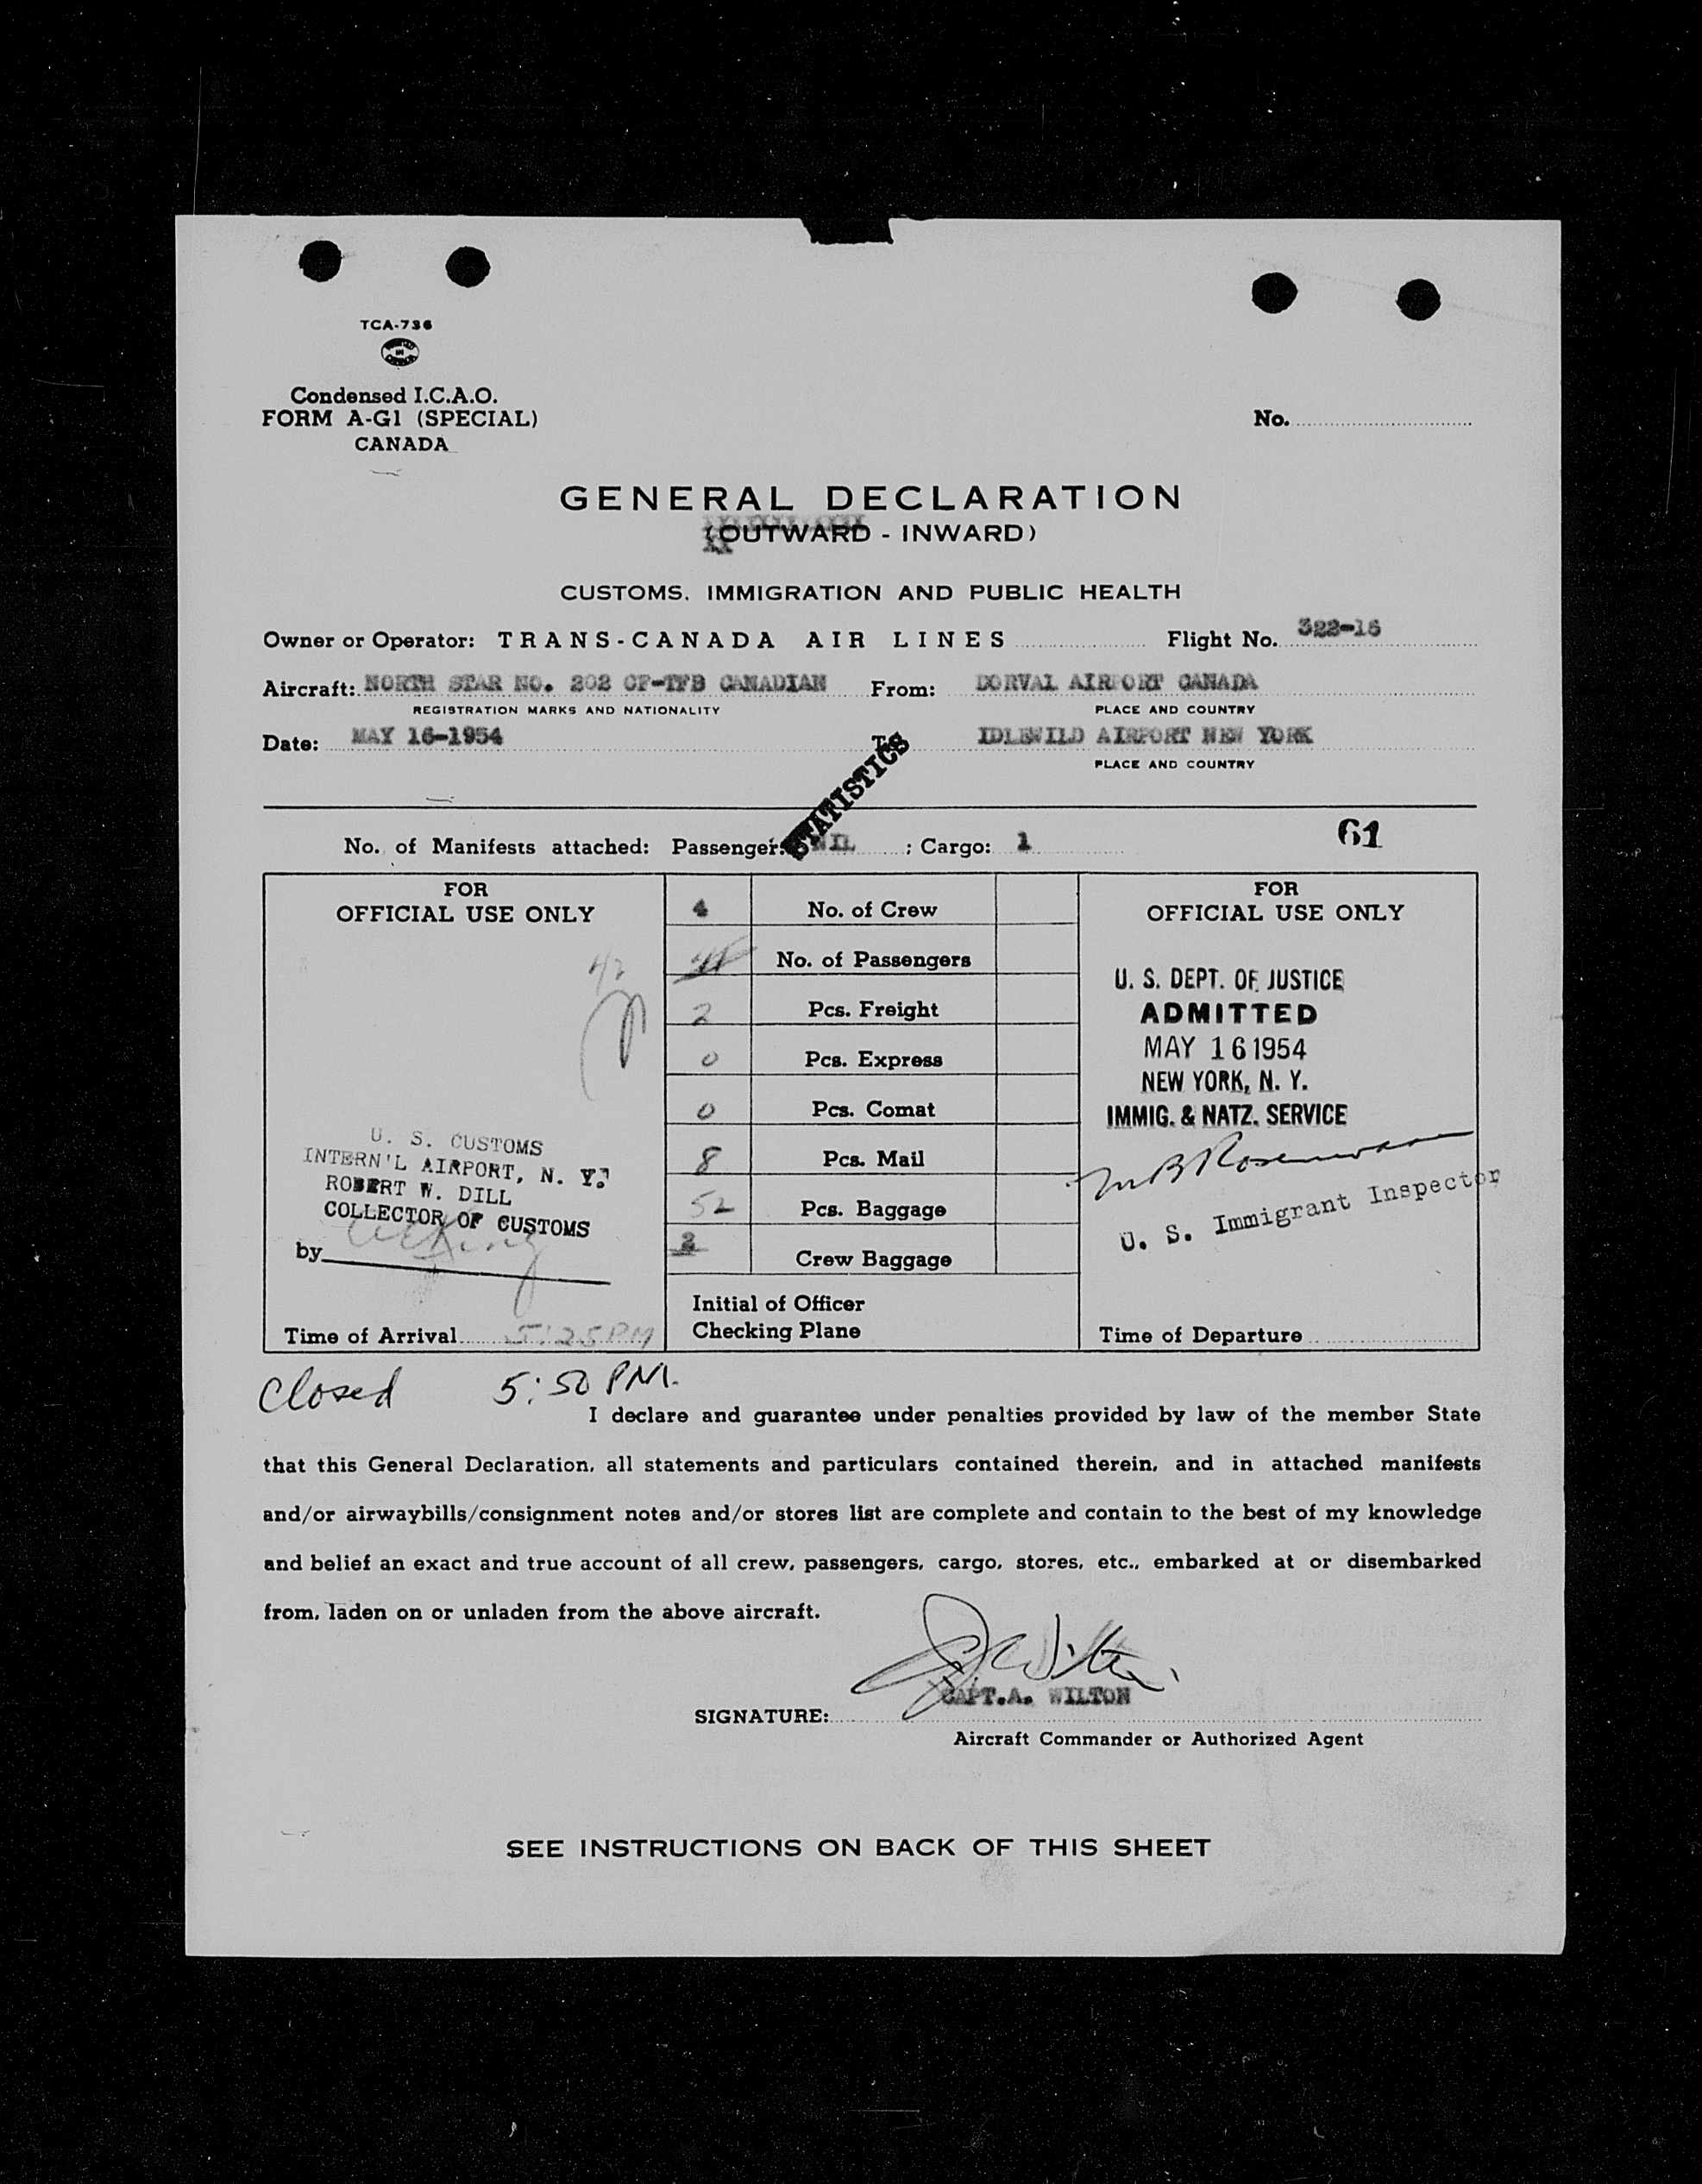 TCA-736
Condensed I.C.A.O.
FORM A-G1 (SPECIAL)
CANADA
No.
GENERAL DECLARATION
(OUTWARD - INWARD)
CUSTOMS, IMMIGRATION AND PUBLIC HEALTH
Owner or Operator: TRANS-CANADA AIR LINES Flight No. 322-16
Aircraft: NORTH STAR NO. 202 CF-TFB CANADIAN From: DORVAL AIRPORT CANADA
REGISTRATION MARKS AND NATIONALITY PLACE AND COUNTRY
Date: MAY 16-1954 To IDLEWILD AIRPORT NEW YORK
PLACE AND COUNTRY
STATISTICS
No. of Manifests attached: Passenger: NIL ; Cargo: 1
61
FOR
OFFICIAL USE ONLY
U. S. CUSTOMS
INTERN'L AIRPORT, N. Y.
ROBERT W. DILL
COLLECTOR OF CUSTOMS
by
Time of Arrival 5:25 PM
4 No. of Crew
No. of Passengers
2 Pcs. Freight
0 Pcs. Express
0 Pcs. Comat
8 Pcs. Mail
52 Pcs. Baggage
Crew Baggage
Initial of Officer
Checking Plane
FOR
OFFICIAL USE ONLY
U. S. DEPT. OF JUSTICE
ADMITTED
MAY 16 1954
NEW YORK, N. Y.
IMMIG. & NATZ. SERVICE
U. S. Immigrant Inspector
Time of Departure
Closed 5:50 PM.
I declare and guarantee under penalties provided by law of the member State
that this General Declaration, all statements and particulars contained therein, and in attached manifests
and/or airwaybills/consignment notes and/or stores list are complete and contain to the best of my knowledge
and belief an exact and true account of all crew, passengers, cargo, stores, etc., embarked at or disembarked
from, laden on or unladen from the above aircraft.
CAPT.A. WILTON
SIGNATURE:
Aircraft Commander or Authorized Agent
SEE INSTRUCTIONS ON BACK OF THIS SHEET